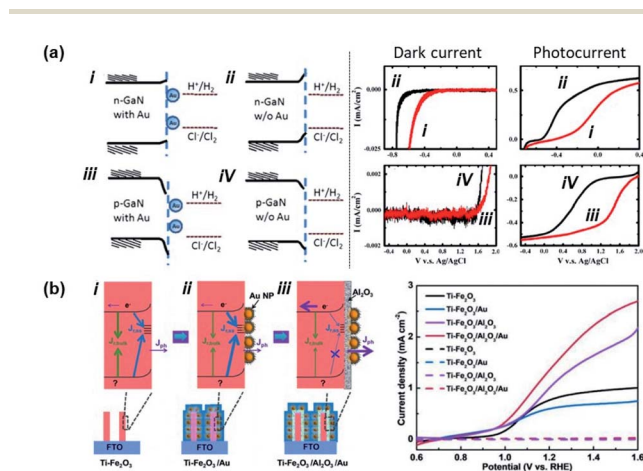 (a)
Dark current
Photocurrent
i
n-GaN
with Au
Au
Au
H⁺/H₂
Cl⁻/Cl₂
ii
n-GaN
w/o Au
H⁺/H₂
Cl⁻/Cl₂
iii
p-GaN
with Au
Au
Au
H⁺/H₂
Cl⁻/Cl₂
iV
p-GaN
w/o Au
H⁺/H₂
Cl⁻/Cl₂
I (mA/cm²)
0.000
-0.025
-0.8 -0.4 0.0 0.4
ii
i
0.5
0.0
-0.4 0.0 0.4
ii
i
I (mA/cm²)
0.002
0.000
-0.002
0.0 0.4 0.8 1.2 1.6 2.0
iV
iii
V v.s. Ag/AgCl
0.0
-0.2
-0.4
-0.6
0.0 0.4 0.8 1.2 1.6 2.0
iV
iii
V v.s. Ag/AgCl
(b)
i
e⁻
Jph
?
FTO
Ti-Fe₂O₃
ii
Au NP
e⁻
Jph
?
FTO
Ti-Fe₂O₃ /Au
iii
Al₂O₃
e⁻
Jph
?
FTO
Ti-Fe₂O₃/Al₂O₃ /Au
Current density (mA cm⁻²)
3
2
1
0
Ti-Fe₂O₃
Ti-Fe₂O₃/Au
Ti-Fe₂O₃/Al₂O₃
Ti-Fe₂O₃/Al₂O₃/Au
Ti-Fe₂O₃
Ti-Fe₂O₃/Au
Ti-Fe₂O₃/Al₂O₃
Ti-Fe₂O₃/Al₂O₃/Au
0.6 0.8 1.0 1.2 1.4 1.6
Potential (V vs. RHE)